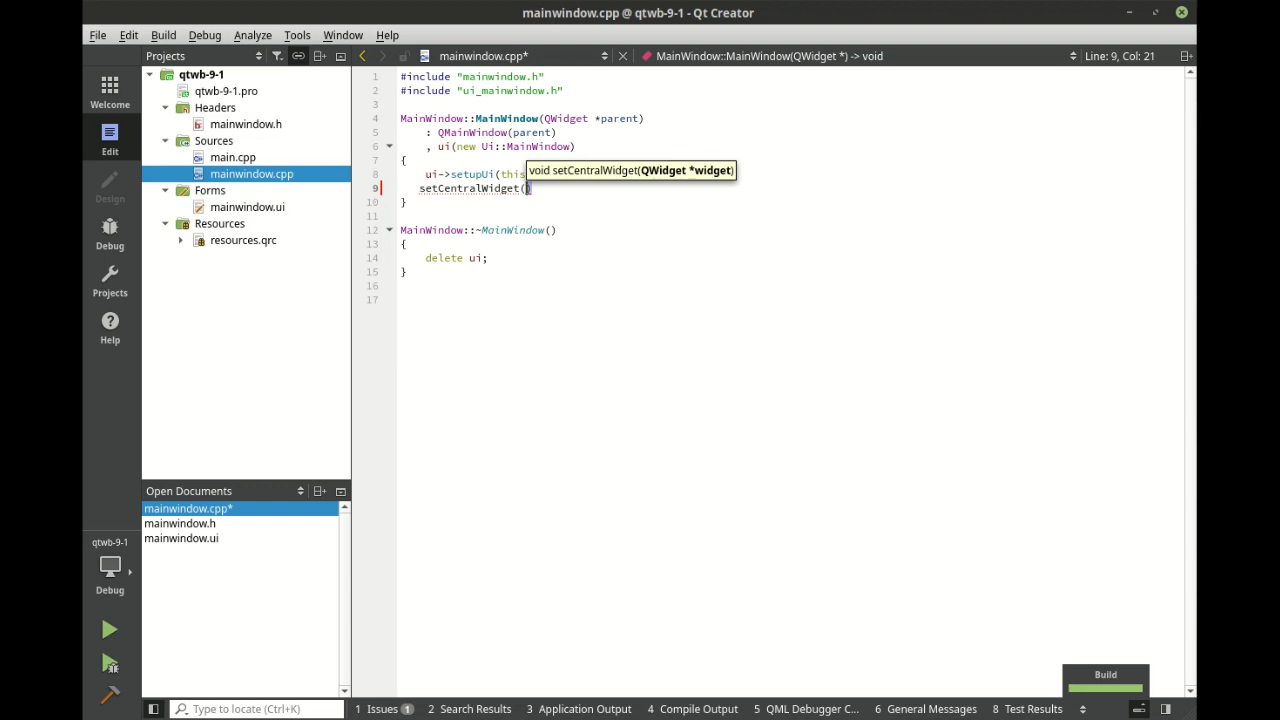 mainwindow.cpp @ qtwb-9-1 - Qt Creator
File Edit Build Debug Analyze Tools Window Help
Projects mainwindow.cpp* MainWindow::MainWindow(QWidget *) -> void Line: 9, Col: 21
Welcome
Edit
Design
Debug
Projects
Help
qtwb-9-1
qtwb-9-1.pro
Headers
mainwindow.h
Sources
main.cpp
mainwindow.cpp
Forms
mainwindow.ui
Resources
resources.qrc
1 #include "mainwindow.h"
2 #include "ui_mainwindow.h"
3
4 MainWindow::MainWindow(QWidget *parent)
5 : QMainWindow(parent)
6 , ui(new Ui::MainWindow)
7 {
void setCentralWidget(QWidget *widget)
8 ui->setupUi(this
9 setCentralWidget()
10 }
11
12 MainWindow::~MainWindow()
13 {
14 delete ui;
15 }
16
17
Open Documents
mainwindow.cpp*
mainwindow.h
mainwindow.ui
qtwb-9-1
Debug
Build
Type to locate (Ctrl+K) 1 Issues 1 2 Search Results 3 Application Output 4 Compile Output 5 QML Debugger C... 6 General Messages 8 Test Results